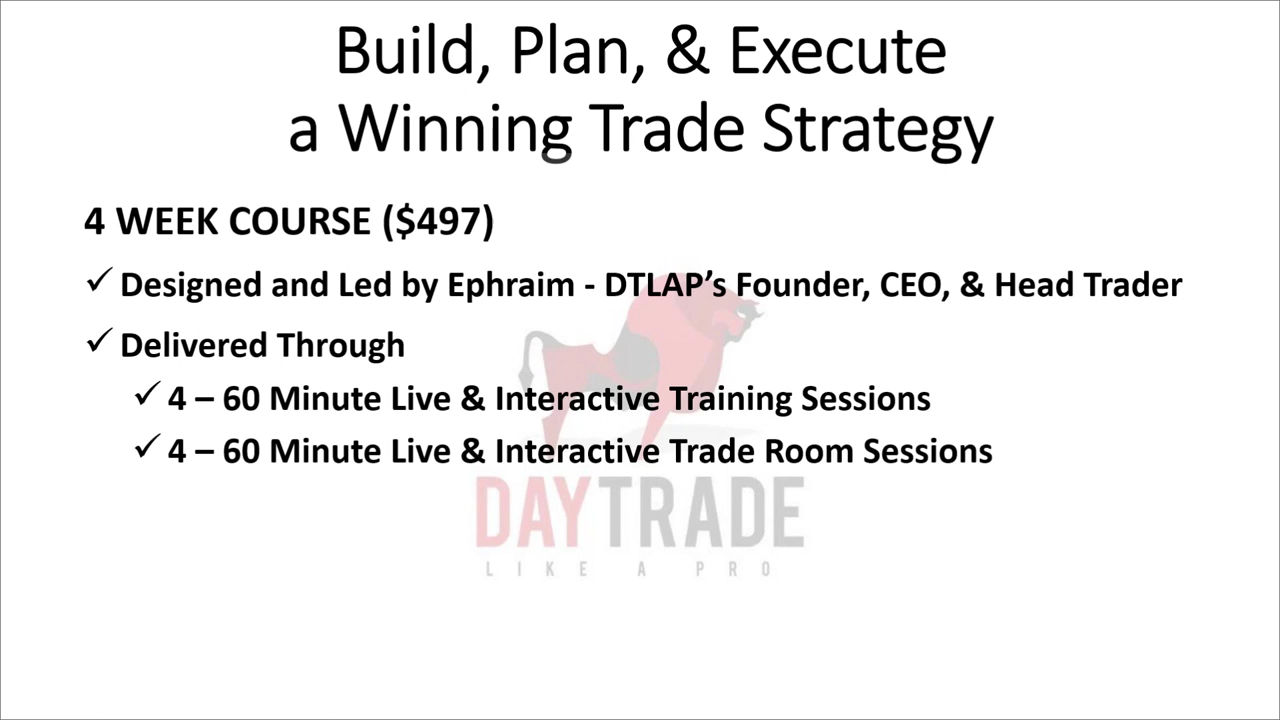 Build, Plan, & Execute
a Winning Trade Strategy
4 WEEK COURSE ($497)
✓ Designed and Led by Ephraim - DTLAP’s Founder, CEO, & Head Trader
✓ Delivered Through
✓ 4 – 60 Minute Live & Interactive Training Sessions
✓ 4 – 60 Minute Live & Interactive Trade Room Sessions
DAYTRADE
LIKE A PRO